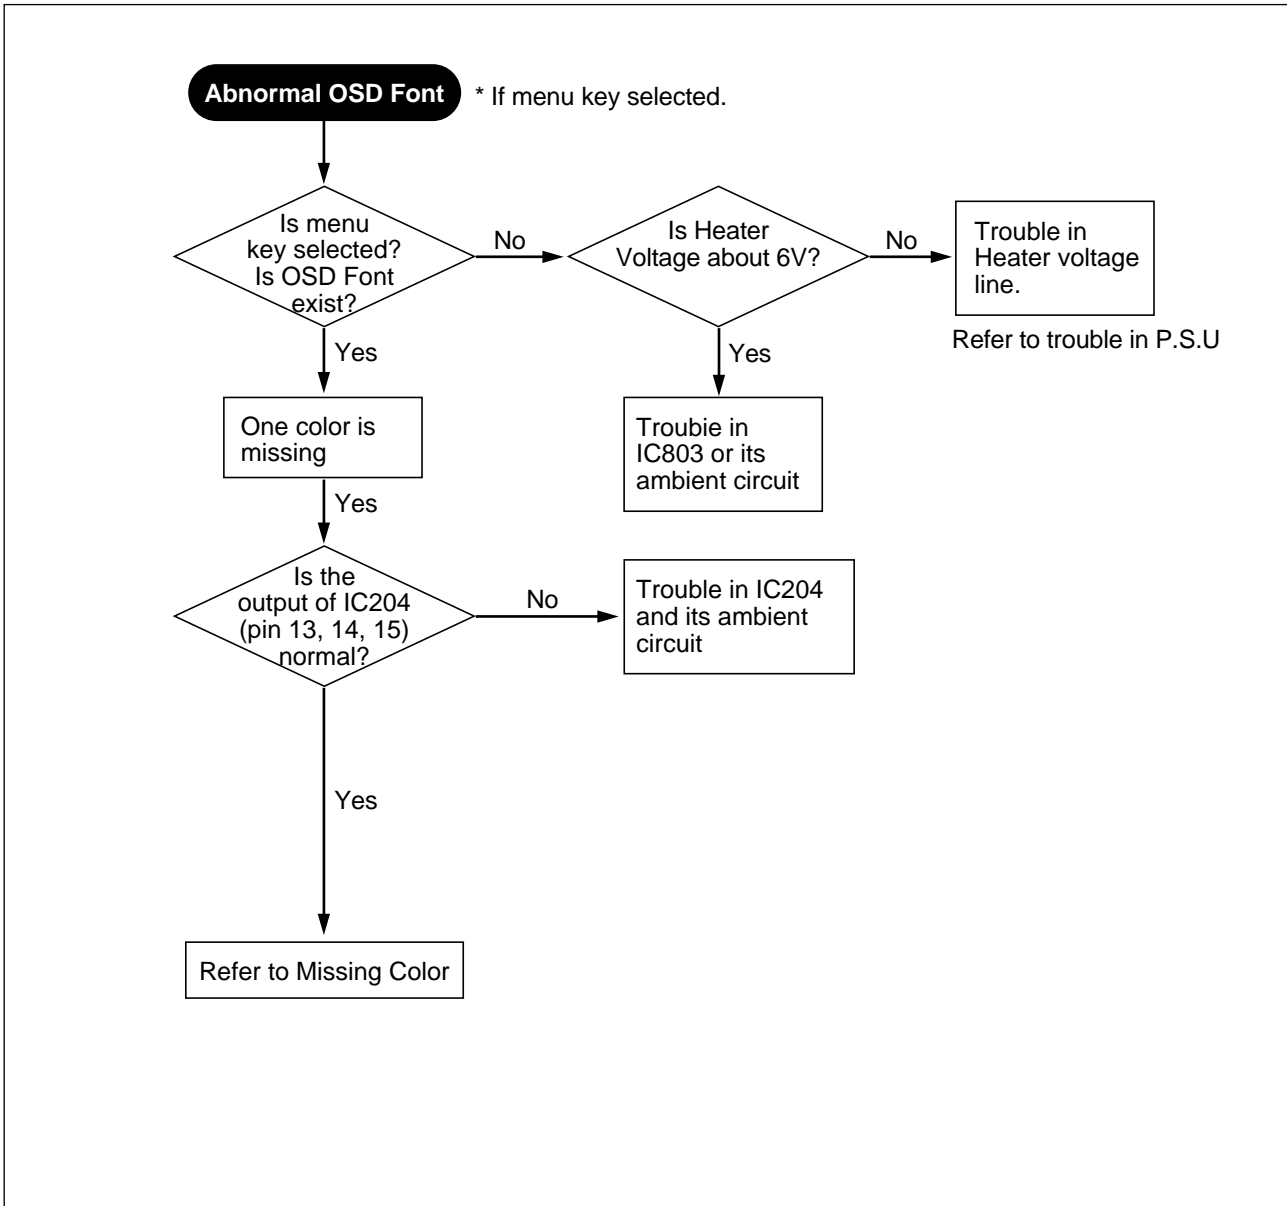 Abnormal OSD Font
* If menu key selected.
Is menu
key selected?
Is OSD Font
exist?
No
Is Heater
Voltage about 6V?
No
Trouble in
Heater voltage
line.
Refer to trouble in P.S.U
Yes
Yes
One color is
missing
Troubie in
IC803 or its
ambient circuit
Yes
Is the
output of IC204
(pin 13, 14, 15)
normal?
No
Trouble in IC204
and its ambient
circuit
Yes
Refer to Missing Color